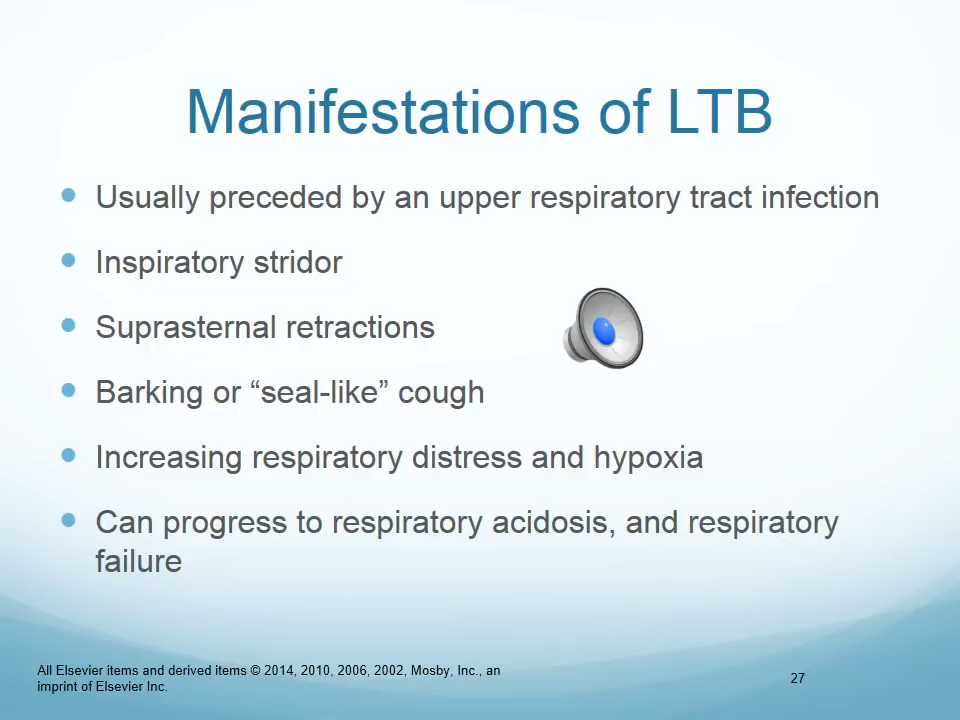 Manifestations of LTB
Usually preceded by an upper respiratory tract infection
Inspiratory stridor
Suprasternal retractions
Barking or “seal-like” cough
Increasing respiratory distress and hypoxia
Can progress to respiratory acidosis, and respiratory
failure
All Elsevier items and derived items © 2014, 2010, 2006, 2002, Mosby, Inc., an
imprint of Elsevier Inc.
27